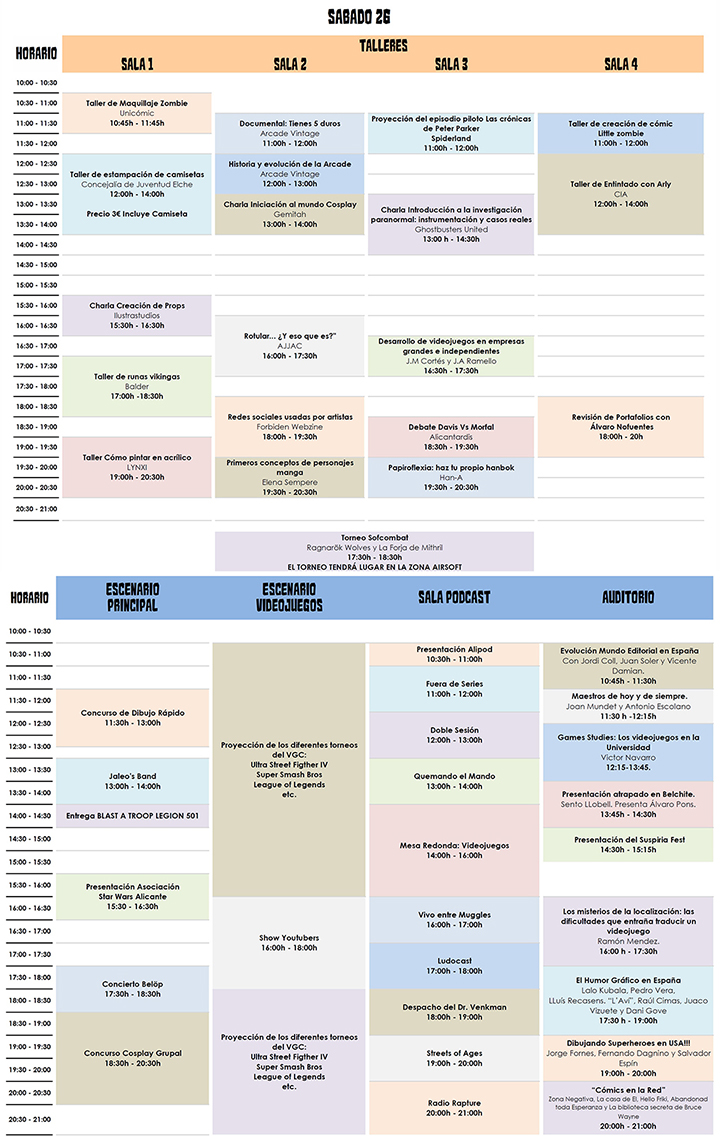 SABADO 26
HORARIO
TALLERES
SALA 1
SALA 2
SALA 3
SALA 4
10:00 - 10:30
10:30 - 11:00
11:00 - 11:30
11:30 - 12:00
12:00 - 12:30
12:30 - 13:00
13:00 - 13:30
13:30 - 14:00
14:00 - 14:30
14:30 - 15:00
15:00 - 15:30
15:30 - 16:00
16:00 - 16:30
16:30 - 17:00
17:00 - 17:30
17:30 - 18:00
18:00 - 18:30
18:30 - 19:00
19:00 - 19:30
19:30 - 20:00
20:00 - 20:30
20:30 - 21:00
Taller de Maquillaje Zombie
Unicómic
10:45h - 11:45h
Taller de estampación de camisetas
Concejalía de Juventud Elche
12:00h - 14:00h
Precio 3€ Incluye Camiseta
Charla Creación de Props
Ilustrastudios
15:30h - 16:30h
Taller de runas vikingas
Balder
17:00h -18:30h
Taller Cómo pintar en acrílico
LYNXI
19:00h - 20:30h
Documental: Tienes 5 duros
Arcade Vintage
11:00h - 12:00h
Historia y evolución de la Arcade
Arcade Vintage
12:00h - 13:00h
Charla Iniciación al mundo Cosplay
Gemitah
13:00h - 14:00h
Rotular... ¿Y eso que es?"
AJJAC
16:00h - 17:30h
Redes sociales usadas por artistas
Forbiden Webzine
18:00h - 19:30h
Primeros conceptos de personajes
manga
Elena Sempere
19:30h - 20:30h
Proyección del episodio piloto Las crónicas
de Peter Parker
Spiderland
11:00h - 12:00h
Charla Introducción a la investigación
paranormal: instrumentación y casos reales
Ghostbusters United
13:00 h - 14:30h
Desarrollo de videojuegos en empresas
grandes e independientes
J.M Cortés y J.A Ramello
16:30h - 17:30h
Debate Davis Vs Morfal
Alicantardis
18:30h - 19:30h
Papiroflexia: haz tu propio hanbok
Han-A
19:30h - 20:30h
Taller de creación de cómic
Little zombie
11:00h - 12:00h
Taller de Entintado con Arly
CIA
12:00h - 14:00h
Revisión de Portafolios con
Álvaro Nofuentes
18:00h - 20h
Torneo Sofcombat
Ragnarök Wolves y La Forja de Mithril
17:30h - 18:30h
EL TORNEO TENDRÁ LUGAR EN LA ZONA AIRSOFT
HORARIO
ESCENARIO
PRINCIPAL
ESCENARIO
VIDEOJUEGOS
SALA PODCAST
AUDITORIO
10:00 - 10:30
10:30 - 11:00
11:00 - 11:30
11:30 - 12:00
12:00 - 12:30
12:30 - 13:00
13:00 - 13:30
13:30 - 14:00
14:00 - 14:30
14:30 - 15:00
15:00 - 15:30
15:30 - 16:00
16:00 - 16:30
16:30 - 17:00
17:00 - 17:30
17:30 - 18:00
18:00 - 18:30
18:30 - 19:00
19:00 - 19:30
19:30 - 20:00
20:00 - 20:30
20:30 - 21:00
Concurso de Dibujo Rápido
11:30h - 13:00h
Jaleo's Band
13:00h - 14:00h
Entrega BLAST A TROOP LEGION 501
Presentación Asociación
Star Wars Alicante
15:30 - 16:30h
Concierto Belöp
17:30h - 18:30h
Concurso Cosplay Grupal
18:30h - 20:30h
Proyección de los diferentes torneos
del VGC:
Ultra Street Figther IV
Super Smash Bros
League of Legends
etc.
Show Youtubers
16:00h - 18:00h
Proyección de los diferentes torneos
del VGC:
Ultra Street Figther IV
Super Smash Bros
League of Legends
etc.
Presentación Alipod
10:30h - 11:00h
Fuera de Series
11:00h - 12:00h
Doble Sesión
12:00h - 13:00h
Quemando el Mando
13:00h - 14:00h
Mesa Redonda: Videojuegos
14:00h - 16:00h
Vivo entre Muggles
16:00h - 17:00h
Ludocast
17:00h - 18:00h
Despacho del Dr. Venkman
18:00h - 19:00h
Streets of Ages
19:00h - 20:00h
Radio Rapture
20:00h - 21:00h
Evolución Mundo Editorial en España
Con Jordi Coll, Juan Soler y Vicente
Damian.
10:45h - 11:30h
Maestros de hoy y de siempre.
Joan Mundet y Antonio Escolano
11:30 h -12:15h
Games Studies: Los videojuegos en la
Universidad
Victor Navarro
12:15-13:45.
Presentación atrapado en Belchite.
Sento LLobell. Presenta Álvaro Pons.
13:45h - 14:30h
Presentación del Suspiria Fest
14:30h - 15:15h
Los misterios de la localización: las
dificultades que entraña traducir un
videojuego
Ramón Mendez.
16:00 h - 17:30h
El Humor Gráfico en España
Lalo Kubala, Pedro Vera,
LLuís Recasens. "L'Avi", Raúl Cimas, Juaco
Vizuete y Dani Gove
17:30 h - 19:00h
Dibujando Superheroes en USA!!!
Jorge Fornes, Fernando Dagnino y Salvador
Espín
19:00h - 20:00h
"Cómics en la Red"
Zona Negativa, La casa de El, Hello Friki, Abandonad
toda Esperanza y La biblioteca secreta de Bruce
Wayne
20:00h - 21:00h